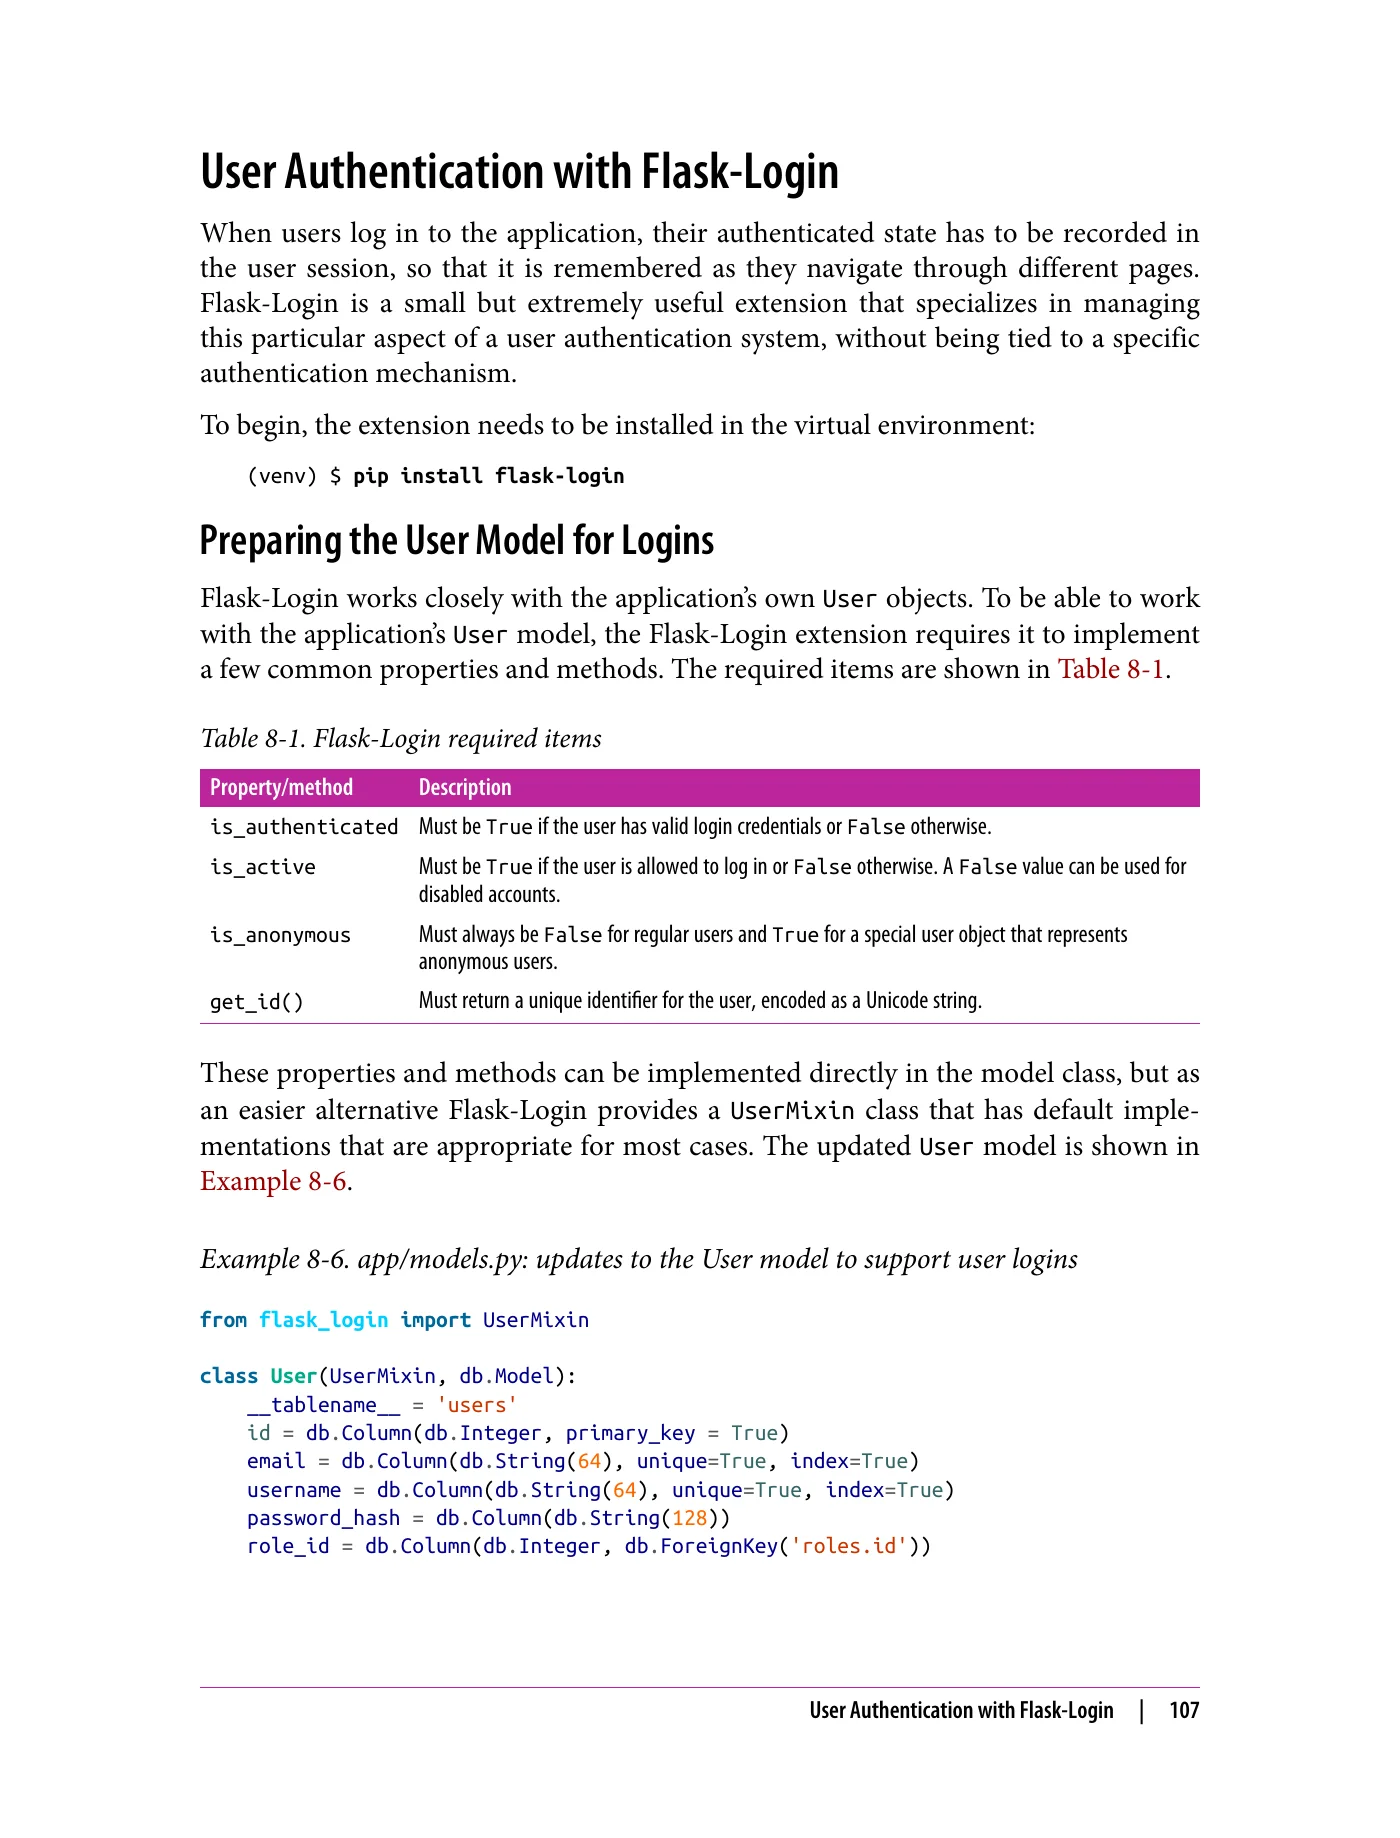 User Authentication with Flask-Login
When users log in to the application, their authenticated state has to be recorded in
the user session, so that it is remembered as they navigate through different pages.
Flask-Login is a small but extremely useful extension that specializes in managing
this particular aspect of a user authentication system, without being tied to a specific
authentication mechanism.
To begin, the extension needs to be installed in the virtual environment:
(venv) $ pip install flask-login
Preparing the User Model for Logins
Flask-Login works closely with the application’s own User objects. To be able to work
with the application’s User model, the Flask-Login extension requires it to implement
a few common properties and methods. The required items are shown in Table 8-1.
Table 8-1. Flask-Login required items
Property/method Description
is_authenticated Must be True if the user has valid login credentials or False otherwise.
is_active Must be True if the user is allowed to log in or False otherwise. A False value can be used for
disabled accounts.
is_anonymous Must always be False for regular users and True for a special user object that represents
anonymous users.
get_id() Must return a unique identifier for the user, encoded as a Unicode string.
These properties and methods can be implemented directly in the model class, but as
an easier alternative Flask-Login provides a UserMixin class that has default imple-
mentations that are appropriate for most cases. The updated User model is shown in
Example 8-6.
Example 8-6. app/models.py: updates to the User model to support user logins
from flask_login import UserMixin
class User(UserMixin, db.Model):
    __tablename__ = 'users'
    id = db.Column(db.Integer, primary_key = True)
    email = db.Column(db.String(64), unique=True, index=True)
    username = db.Column(db.String(64), unique=True, index=True)
    password_hash = db.Column(db.String(128))
    role_id = db.Column(db.Integer, db.ForeignKey('roles.id'))
User Authentication with Flask-Login | 107